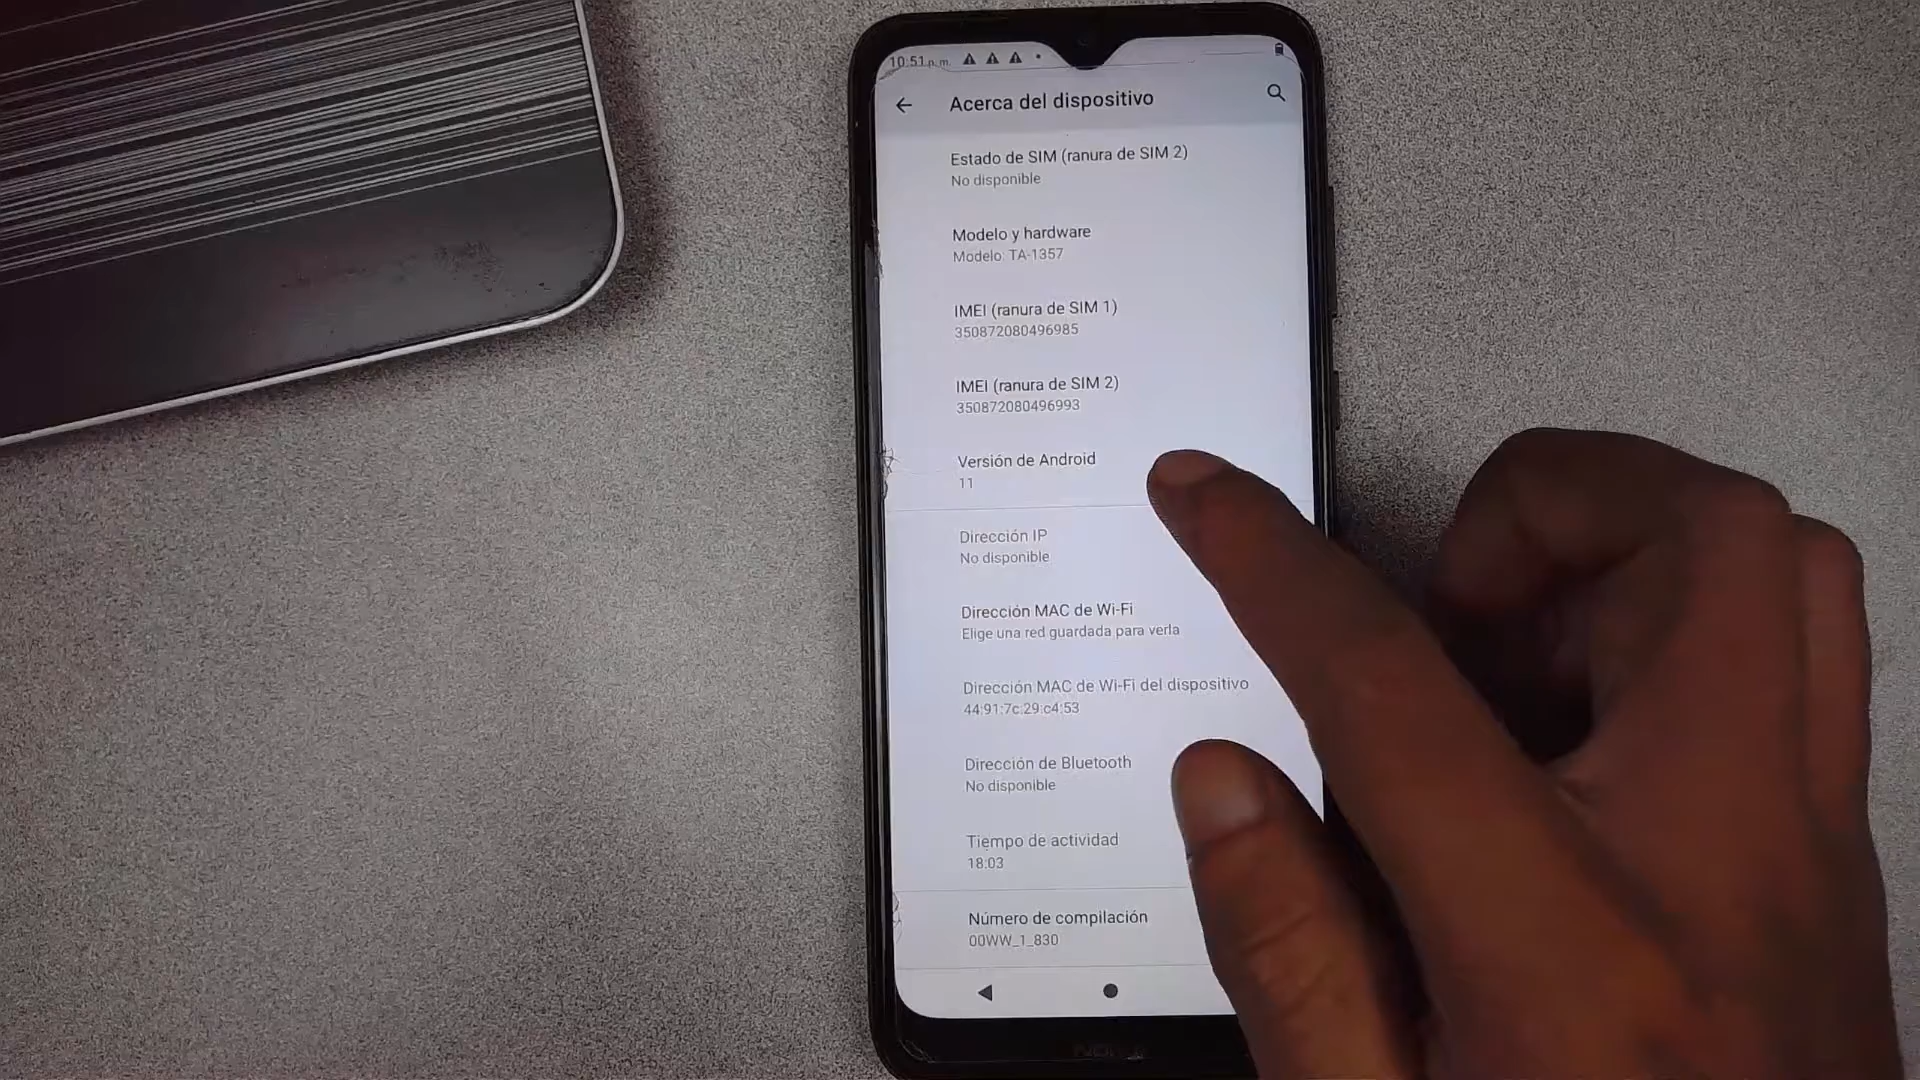 10:51 p. m.
Acerca del dispositivo
Estado de SIM (ranura de SIM 2)
No disponible
Modelo y hardware
Modelo: TA-1357
IMEI (ranura de SIM 1)
350872080496985
IMEI (ranura de SIM 2)
350872080496993
Versión de Android
11
Dirección IP
No disponible
Dirección MAC de Wi-Fi
Elige una red guardada para verla
Dirección MAC de Wi-Fi del dispositivo
44:91:7c:29:c4:53
Dirección de Bluetooth
No disponible
Tiempo de actividad
18:03
Número de compilación
00WW_1_830
NOKIA